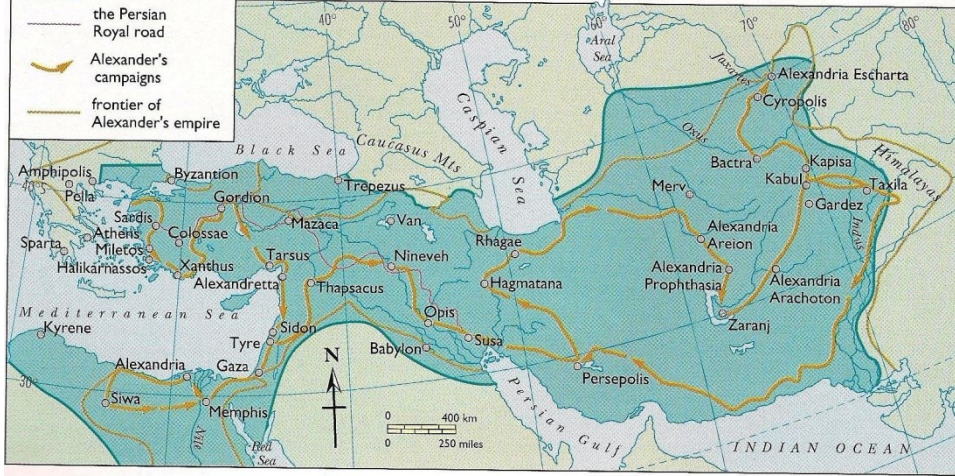 the Persian
Royal road
Alexander's
campaigns
frontier of
Alexander's empire
40°
50°
60°
70°
80°
Aral
Sea
Jaxartes
Alexandria Escharta
Cyropolis
Caspian
Sea
Oxus
Black Sea
Caucasus Mts
Bactra
Kapisa
Himalayas
Amphipolis
Byzantion
Trepezus
Kabul
Taxila
40°
Pella
Gordion
Merv
Gardez
Sardis
Mazaca
Van
Indus
Athens
Colossae
Rhagae
Alexandria
Areion
Sparta
Miletos
Tarsus
Nineveh
Halikarnassos
Xanthus
Alexandretta
Thapsacus
Hagmatana
Alexandria
Prophthasia
Alexandria
Arachoton
Mediterranean Sea
Kyrene
Sidon
Opis
Zaranj
Tyre
Susa
Alexandria
Gaza
N
Babylon
Persepolis
30°
Siwa
Memphis
Persian Gulf
0 400 km
0 250 miles
Nile
Red
Sea
INDIAN OCEAN